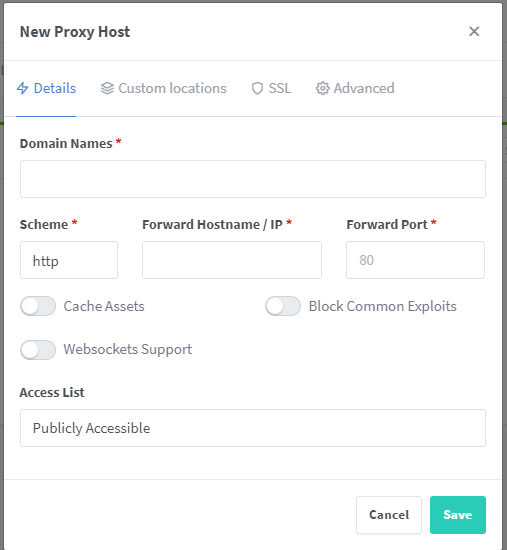 New Proxy Host
Details Custom locations SSL Advanced
Domain Names *
Scheme * Forward Hostname / IP * Forward Port *
http 80
Cache Assets Block Common Exploits
Websockets Support
Access List
Publicly Accessible
Cancel Save